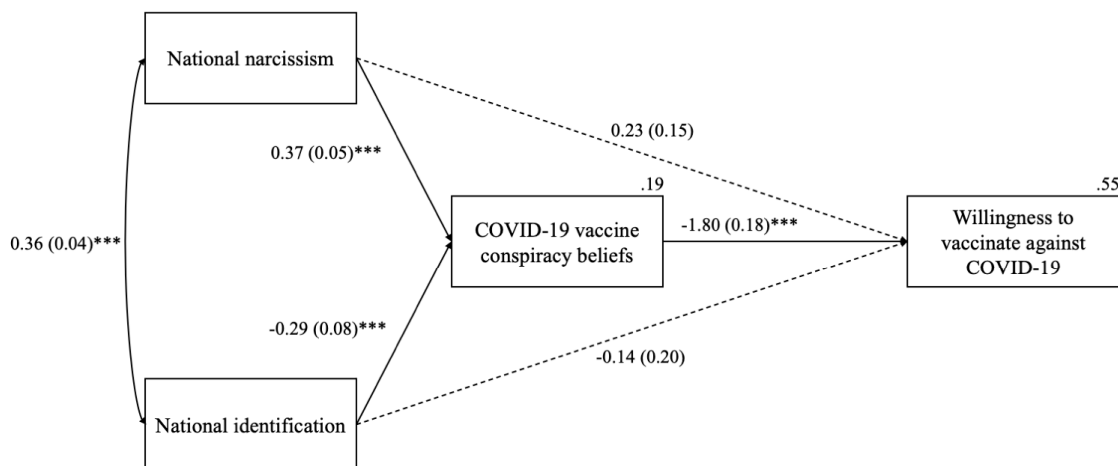 National narcissism
0.23 (0.15)
0.37 (0.05)***
.19
.55
COVID-19 vaccine
conspiracy beliefs
-1.80 (0.18)***
Willingness to
vaccinate against
COVID-19
0.36 (0.04)***
-0.29 (0.08)***
-0.14 (0.20)
National identification